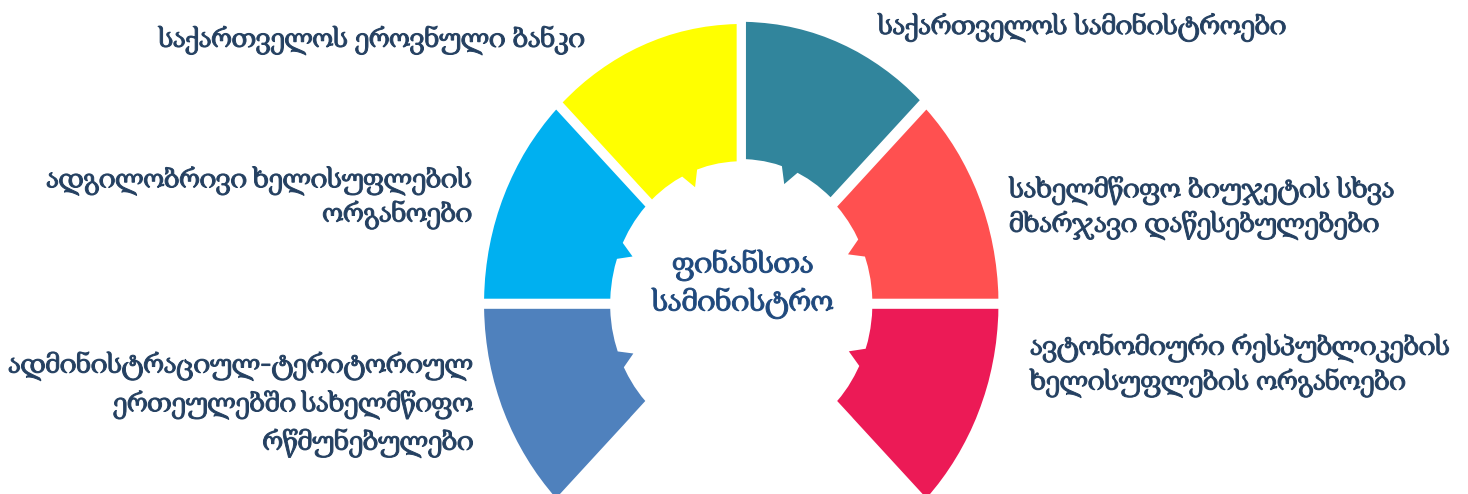 საქართველოს ეროვნული ბანკი
საქართველოს სამინისტროები
ადგილობრივი ხელისუფლების
ორგანოები
სახელმწიფო ბიუჯეტის სხვა
მხარჯავი დაწესებულებები
ფინანსთა
სამინისტრო
ადმინისტრაციულ-ტერიტორიულ
ერთეულებში სახელმწიფო
რწმუნებულები
ავტონომიური რესპუბლიკების
ხელისუფლების ორგანოები